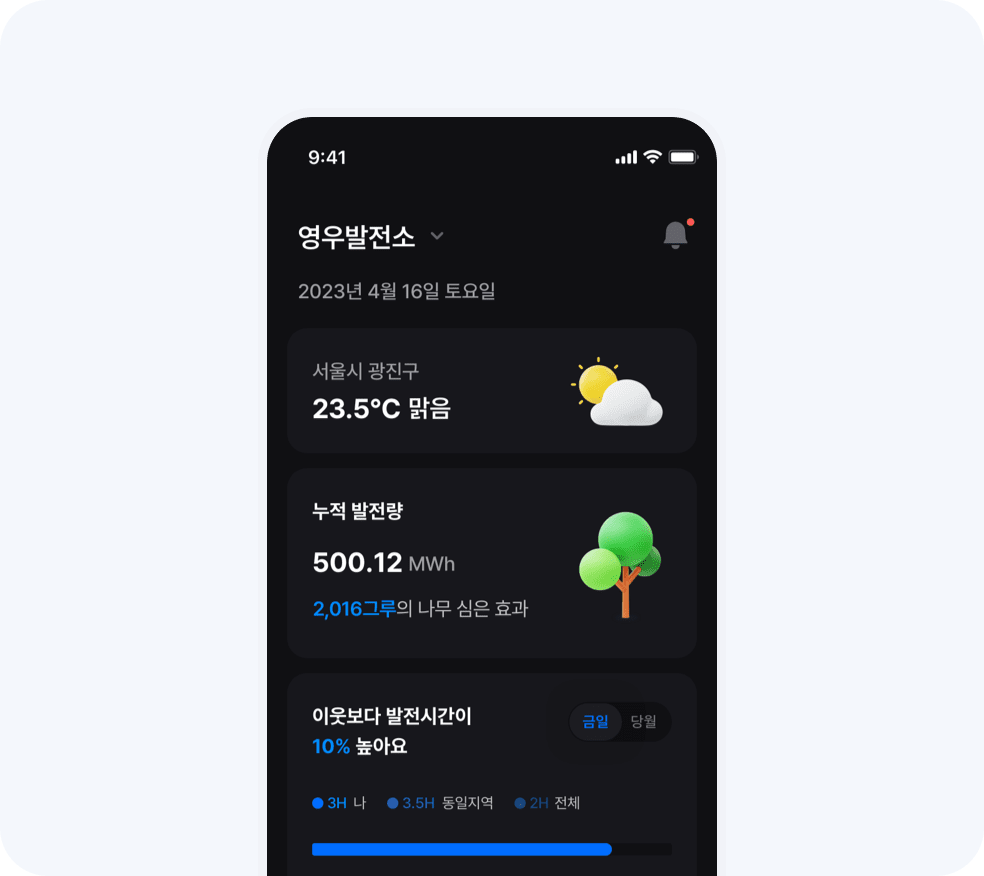 9:41
영우발전소
2023년 4월 16일 토요일
서울시 광진구
23.5°C 맑음
누적 발전량
500.12 MWh
2,016그루의 나무 심은 효과
이웃보다 발전시간이
10% 높아요
금일 당월
3H 나 3.5H 동일지역 2H 전체